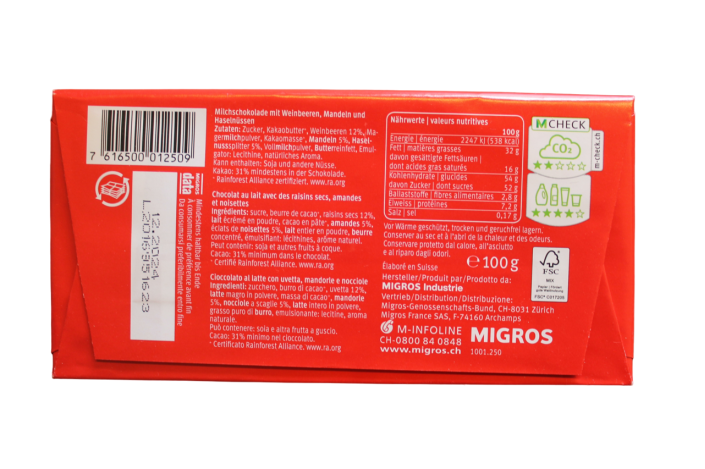 7 616500 012509
MIGROS
data
Mindestens haltbar bis Ende
À consommer de préférence avant fin
Da consumarsi preferibilmente entro fine
12.2024
L20163951623
Milchschokolade mit Weinbeeren, Mandeln und
Haselnüssen
Zutaten: Zucker, Kakaobutter*, Weinbeeren 12%, Ma-
germilchpulver, Kakaomasse*, Mandeln 5%, Hasel-
nusssplitter 5%, Vollmilchpulver, Butterreinfett, Emul-
gator: Lecithine, natürliches Aroma.
Kann enthalten: Soja und andere Nüsse.
Kakao: 31% mindestens in der Schokolade.
* Rainforest Alliance zertifiziert. www.ra.org
Chocolat au lait avec des raisins secs, amandes
et noisettes
Ingrédients: sucre, beurre de cacao*, raisins secs 12%,
lait écrémé en poudre, cacao en pâte*, amandes 5%,
éclats de noisettes 5%, lait entier en poudre, beurre
concentré, émulsifiant: lécithines, arôme naturel.
Peut contenir: soja et autres fruits à coque.
Cacao: 31% minimum dans le chocolat.
* Certifié Rainforest Alliance. www.ra.org
Cioccolato al latte con uvetta, mandorle e nocciole
Ingredienti: zucchero, burro di cacao*, uvetta 12%,
latte magro in polvere, massa di cacao*, mandorle
5%, nocciole a scaglie 5%, latte intero in polvere,
grasso puro di burro, emulsionante: lecitine, aroma
naturale.
Può contenere: soia e altra frutta a guscio.
Cacao: 31% minimo nel cioccolato.
* Certificato Rainforest Alliance. www.ra.org
Nährwerte | valeurs nutritives
100g
Energie | énergie 2247 kJ (538 kcal)
Fett | matières grasses 32 g
davon gesättigte Fettsäuren |
dont acides gras saturés 16 g
Kohlenhydrate | glucides 54 g
davon Zucker | dont sucres 52 g
Ballaststoffe | fibres alimentaires 2,8 g
Eiweiss | protéines 7,2 g
Salz | sel 0,17 g
Vor Wärme geschützt, trocken und geruchfrei lagern.
Conserver au sec et à l'abri de la chaleur et des odeurs.
Conservare protetto dal calore, all'asciutto
e al riparo dagli odori.
Élaboré en Suisse
e 100g
Hersteller/Produit par/Prodotto da:
MIGROS Industrie
Vertrieb/Distribution/Distribuzione:
Migros-Genossenschafts-Bund, CH-8031 Zürich
Migros France SAS, F-74160 Archamps
M-INFOLINE
CH-0800 84 0848
www.migros.ch
MIGROS
1001.250
M CHECK
CO2
m-check.ch
FSC
MIX